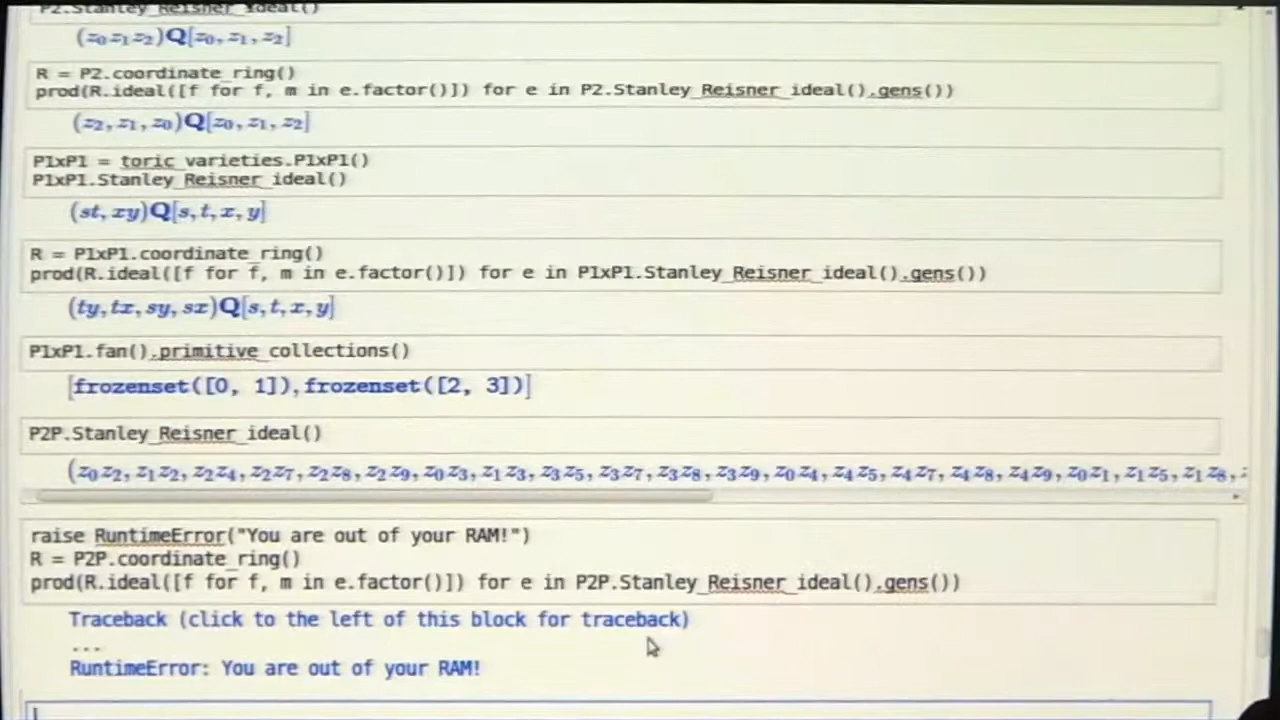 P2.Stanley_Reisner_ideal()
(z₀z₁z₂)Q[z₀, z₁, z₂]
R = P2.coordinate_ring()
prod(R.ideal([f for f, m in e.factor()]) for e in P2.Stanley_Reisner_ideal().gens())
(z₂, z₁, z₀)Q[z₀, z₁, z₂]
P1xP1 = toric_varieties.P1xP1()
P1xP1.Stanley_Reisner_ideal()
(st, xy)Q[s, t, x, y]
R = P1xP1.coordinate_ring()
prod(R.ideal([f for f, m in e.factor()]) for e in P1xP1.Stanley_Reisner_ideal().gens())
(ty, tx, sy, sx)Q[s, t, x, y]
P1xP1.fan().primitive_collections()
[frozenset([0, 1]), frozenset([2, 3])]
P2P.Stanley_Reisner_ideal()
(z₀z₂, z₁z₂, z₂z₄, z₂z₇, z₂z₈, z₂z₉, z₀z₃, z₁z₃, z₃z₅, z₃z₇, z₃z₈, z₃z₉, z₀z₄, z₄z₅, z₄z₇, z₄z₈, z₄z₉, z₀z₁, z₁z₅, z₁z₈,
raise RuntimeError("You are out of your RAM!")
R = P2P.coordinate_ring()
prod(R.ideal([f for f, m in e.factor()]) for e in P2P.Stanley_Reisner_ideal().gens())
Traceback (click to the left of this block for traceback)
...
RuntimeError: You are out of your RAM!